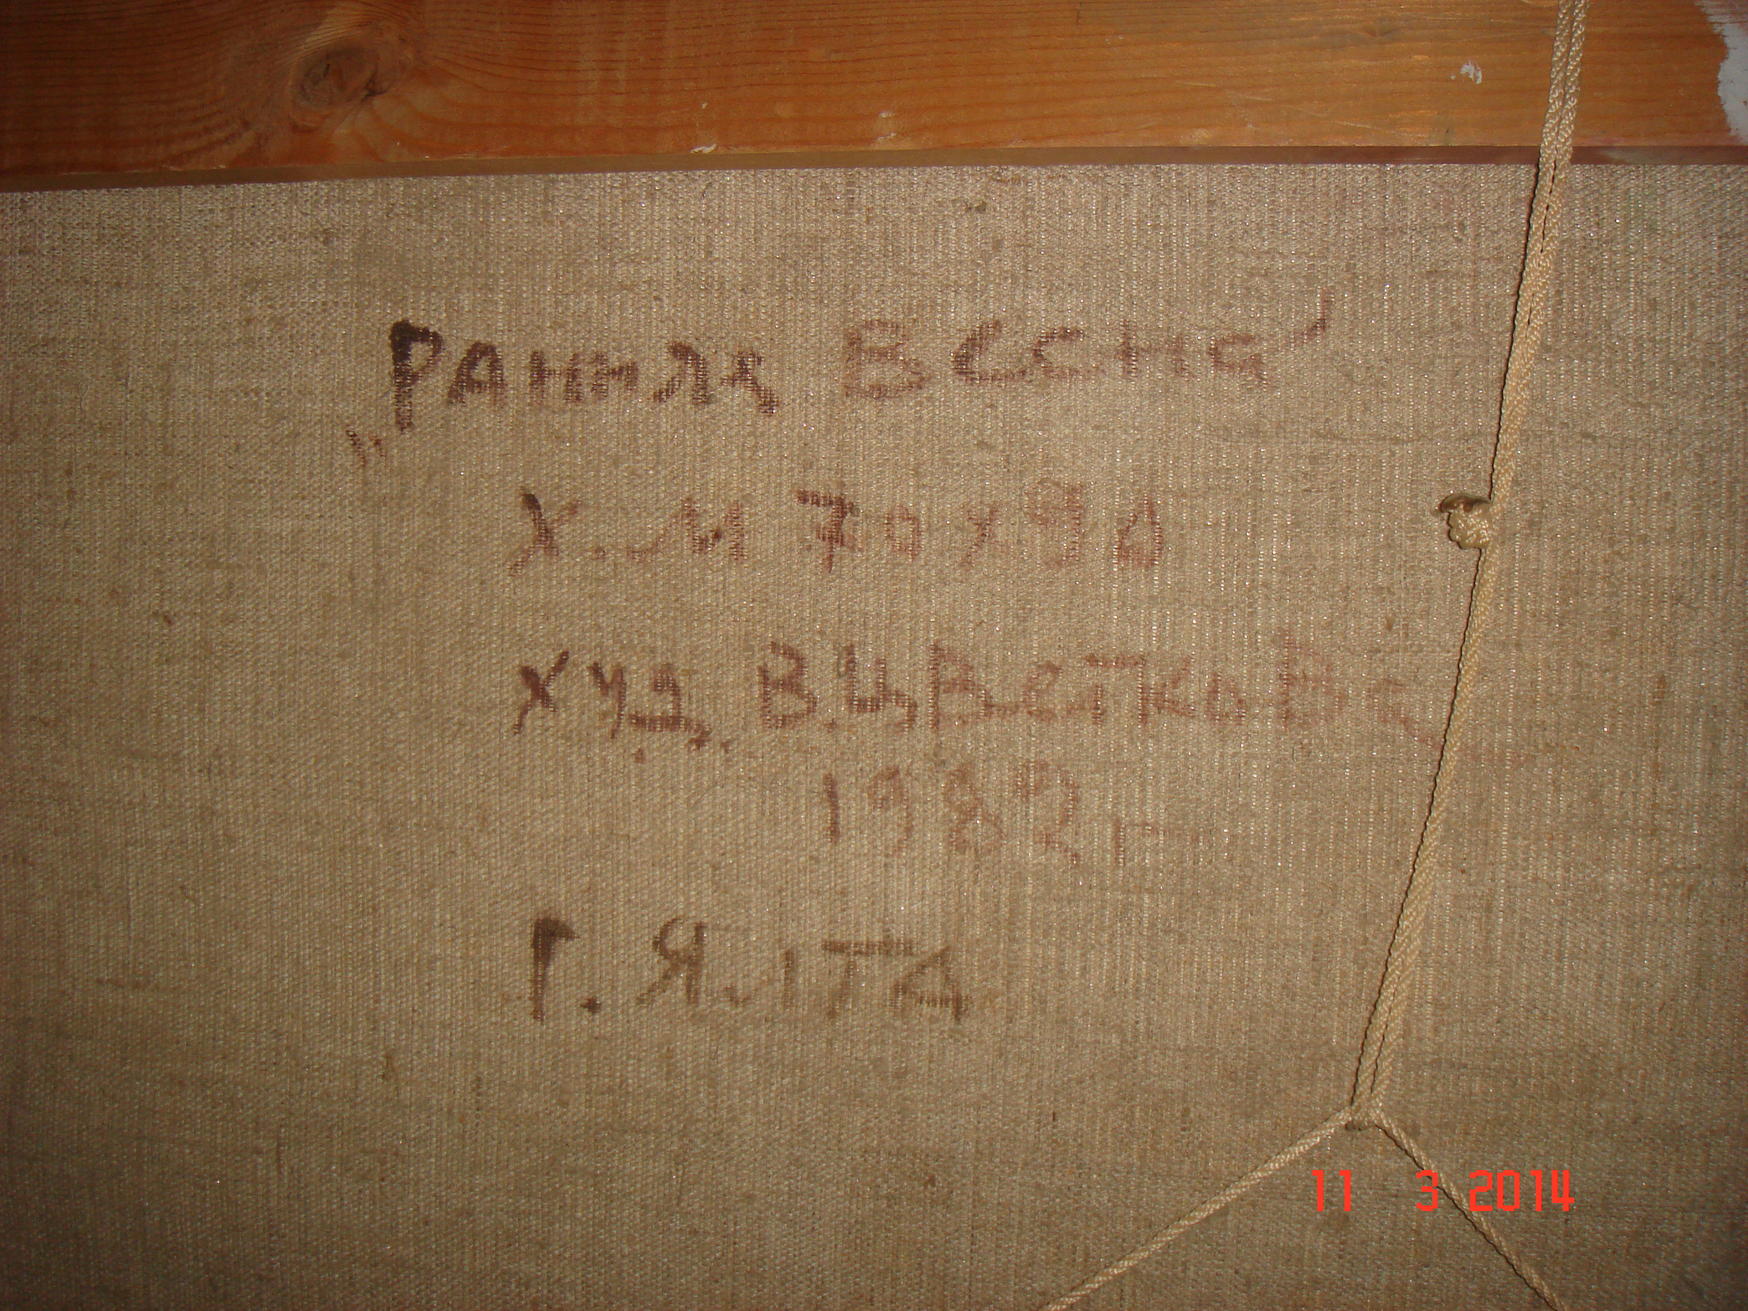 „Ранняя Весна'
Х.М 70х90
худ. В.Цветкова
1982г
г. Ялта
11 3 2014